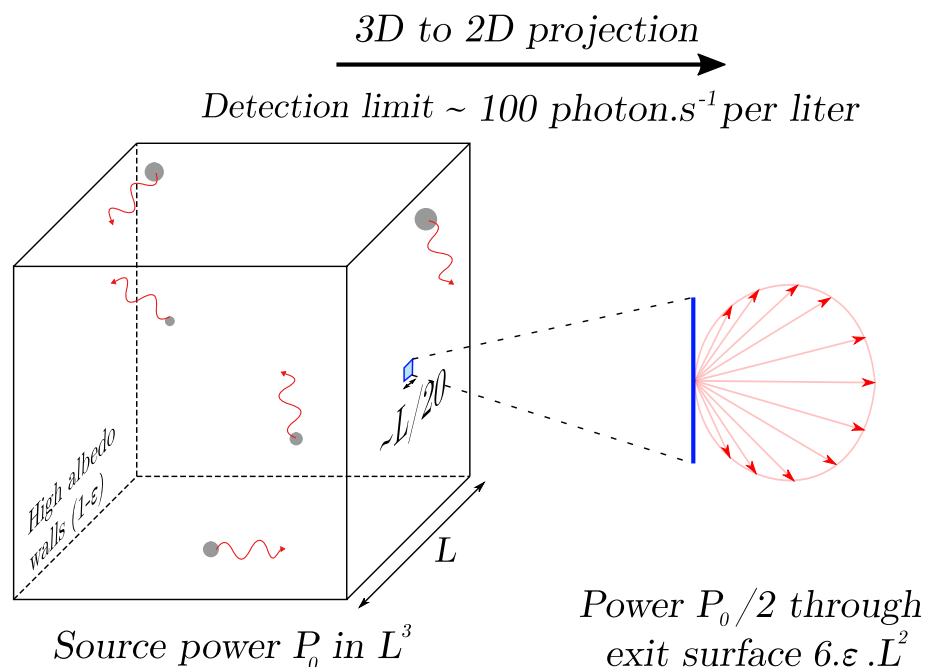 3D to 2D projection
Detection limit ~ 100 photon.s⁻¹ per liter
~L/20
High albedo
walls (1-ε)
L
Source power P₀ in L³
Power P₀/2 through
exit surface 6.ε.L²